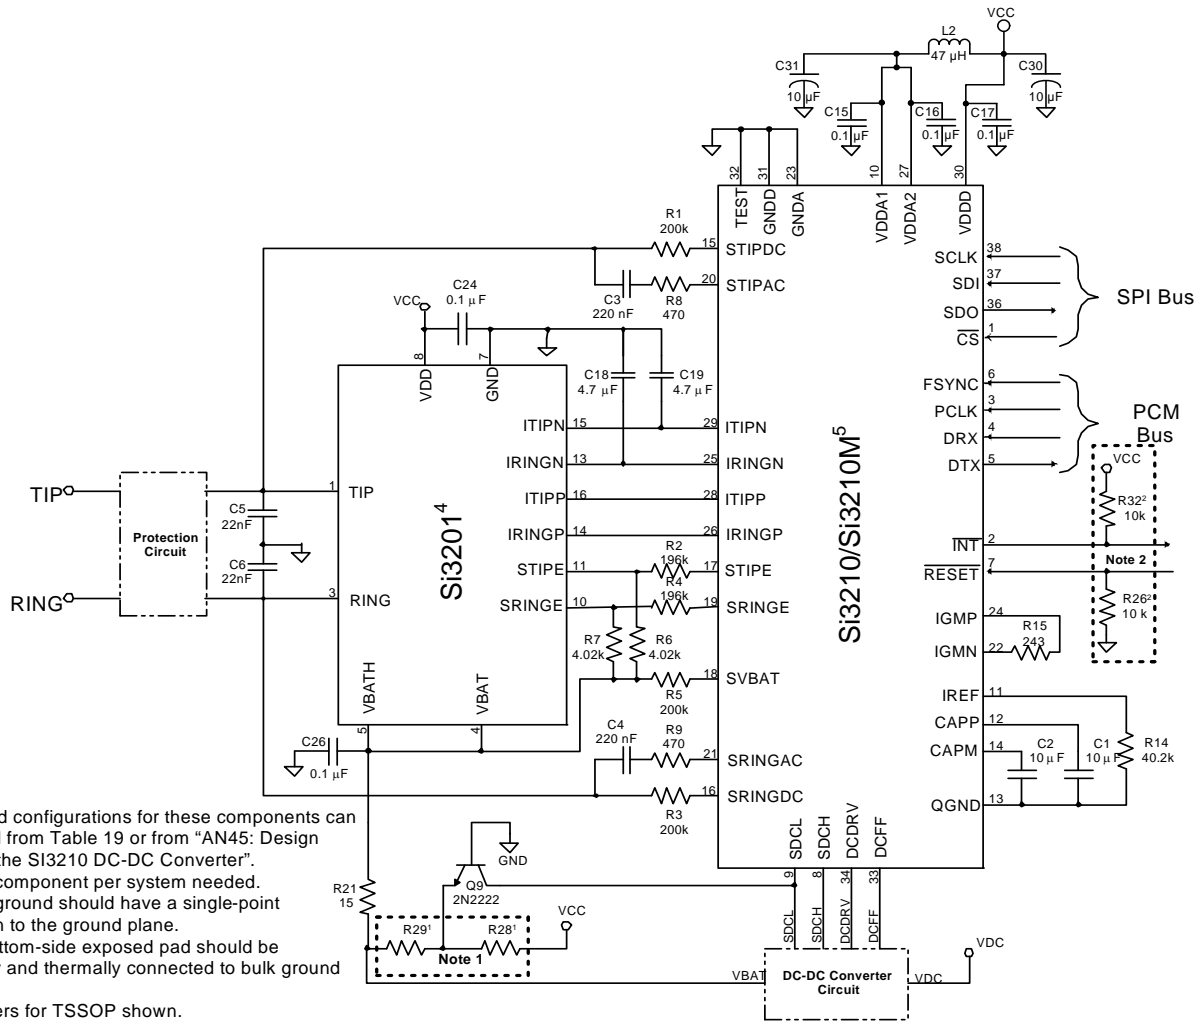 VCC
L2
47 µH
C31
10 µF
C30
10 µF
C15
0.1 µF
C16
0.1 µF
C17
0.1 µF
32
31
23
10
27
30
TEST
GNDD
GNDA
VDDA1
VDDA2
VDDD
R1
200k
15
STIPDC
C3
220 nF
R8
470
20
STIPAC
SCLK
38
SDI
37
SDO
36
CS
1
SPI Bus
FSYNC
6
PCLK
3
DRX
4
DTX
5
PCM
Bus
C24
0.1 µF
VCC
8
7
VDD
GND
C18
4.7 µF
C19
4.7 µF
ITIPN
15
29
ITIPN
IRINGN
13
25
IRINGN
ITIPP
16
28
ITIPP
IRINGP
14
26
IRINGP
STIPE
11
R2
196k
17
STIPE
SRINGE
10
R4
196k
19
SRINGE
R7
4.02k
R6
4.02k
18
SVBAT
R5
200k
Si3201⁴
Si3210/Si3210M⁵
TIP
RING
Protection
Circuit
C5
22nF
C6
22nF
1
TIP
3
RING
VBATH
VBAT
5
4
VCC
R32²
10k
INT
2
Note 2
RESET
7
R26²
10 k
IGMP
24
R15
243
IGMN
22
IREF
11
CAPP
12
CAPM
14
C2
10 µF
C1
10 µF
R14
40.2k
QGND
13
C26
0.1 µF
C4
220 nF
R9
470
21
SRINGAC
16
SRINGDC
R3
200k
SDCL
SDCH
DCDRV
DCFF
9
8
34
33
SDCL
SDCH
DCDRV
DCFF
d configurations for these components can
d from Table 19 or from “AN45: Design
the SI3210 DC-DC Converter”.
component per system needed.
ground should have a single-point
n to the ground plane.
ttom-side exposed pad should be
y and thermally connected to bulk ground
ers for TSSOP shown.
GND
Q9
2N2222
R21
15
VCC
R29¹
R28¹
Note 1
VBAT
DC-DC Converter
Circuit
VDC
VDC